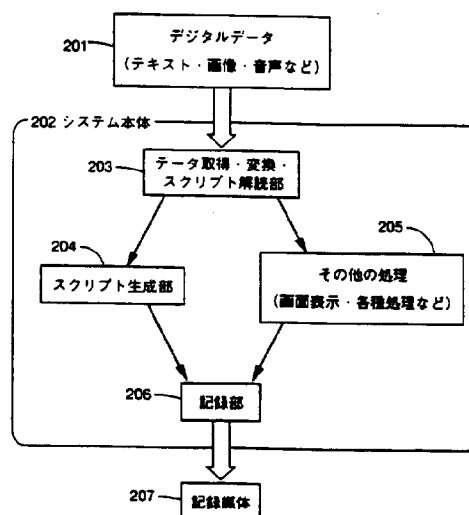 201
デジタルデータ
(テキスト・画像・音声など)
202 システム本体
203
データ取得・変換・
スクリプト解読部
204
スクリプト生成部
205
その他の処理
(画面表示・各種処理など)
206
記録部
207
記録媒体